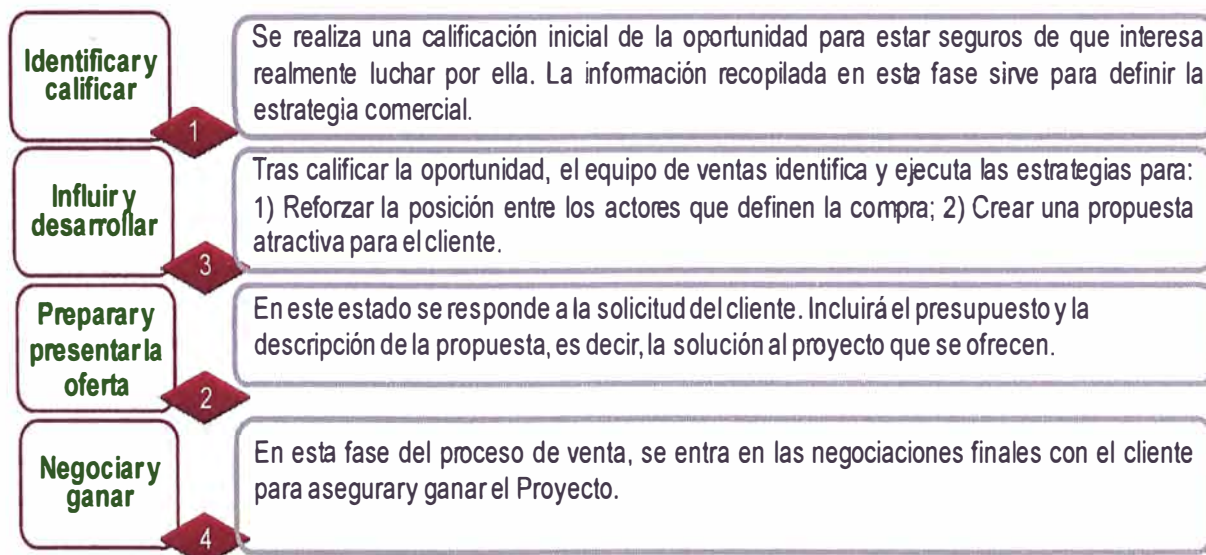 Identificar y
calificar
1
Se realiza una calificación inicial de la oportunidad para estar seguros de que interesa
realmente luchar por ella. La información recopilada en esta fase sirve para definir la
estrategia comercial.
Influir y
desarrollar
3
Tras calificar la oportunidad, el equipo de ventas identifica y ejecuta las estrategias para:
1) Reforzar la posición entre los actores que definen la compra; 2) Crear una propuesta
atractiva para el cliente.
Preparar y
presentar la
oferta
2
En este estado se responde a la solicitud del cliente. Incluirá el presupuesto y la
descripción de la propuesta, es decir, la solución al proyecto que se ofrecen.
Negociar y
ganar
4
En esta fase del proceso de venta, se entra en las negociaciones finales con el cliente
para asegurar y ganar el Proyecto.